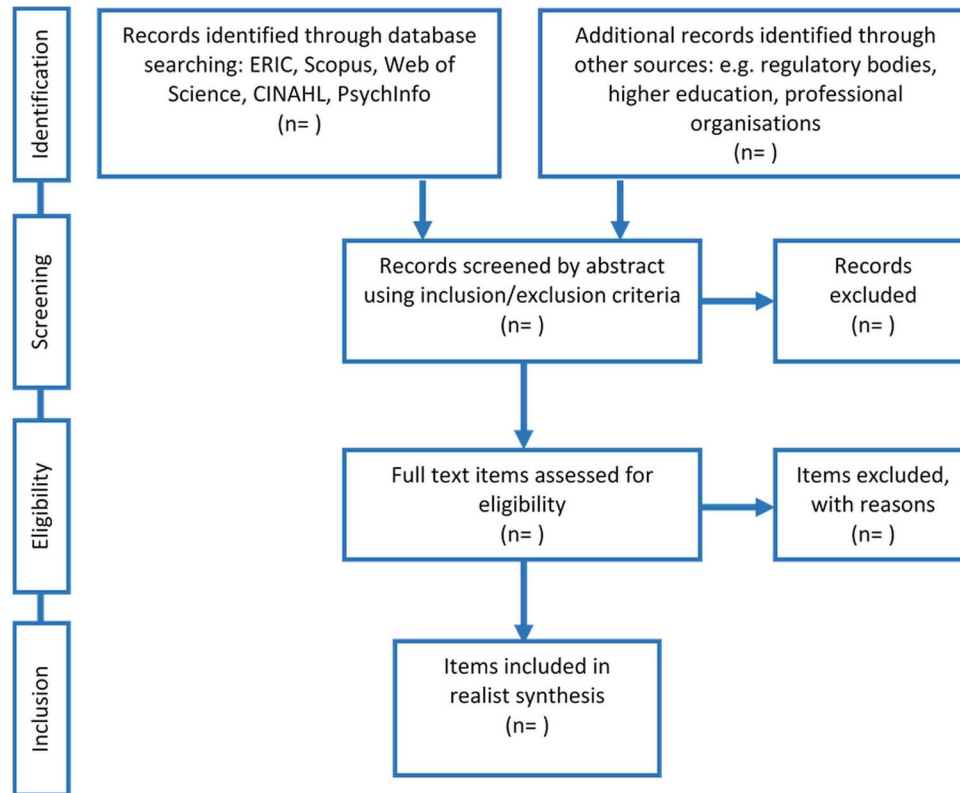 Identification
Records identified through database
searching: ERIC, Scopus, Web of
Science, CINAHL, PsychInfo
(n= )
Additional records identified through
other sources: e.g. regulatory bodies,
higher education, professional
organisations
(n= )
Screening
Records screened by abstract
using inclusion/exclusion criteria
(n= )
Records
excluded
(n= )
Eligibility
Full text items assessed for
eligibility
(n= )
Items excluded,
with reasons
(n= )
Inclusion
Items included in
realist synthesis
(n= )